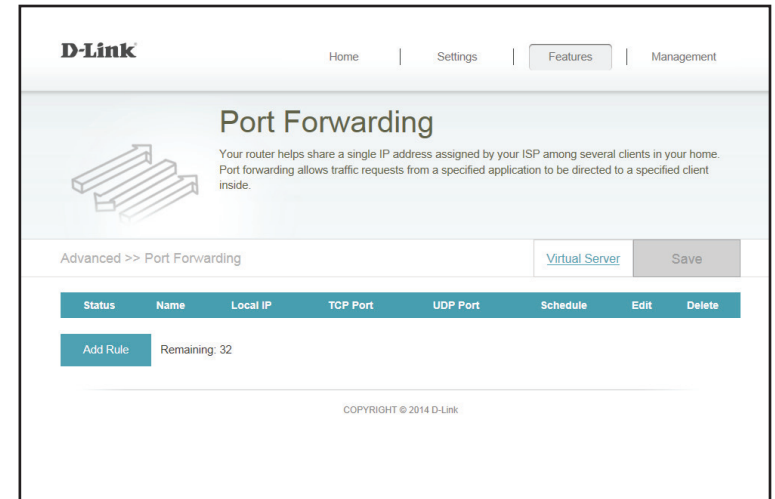 D-Link
Home | Settings | Features | Management
Port Forwarding
Your router helps share a single IP address assigned by your ISP among several clients in your home.
Port forwarding allows traffic requests from a specified application to be directed to a specified client
inside.
Advanced >> Port Forwarding
Virtual Server
Save
Status Name Local IP TCP Port UDP Port Schedule Edit Delete
Add Rule Remaining: 32
COPYRIGHT © 2014 D-Link